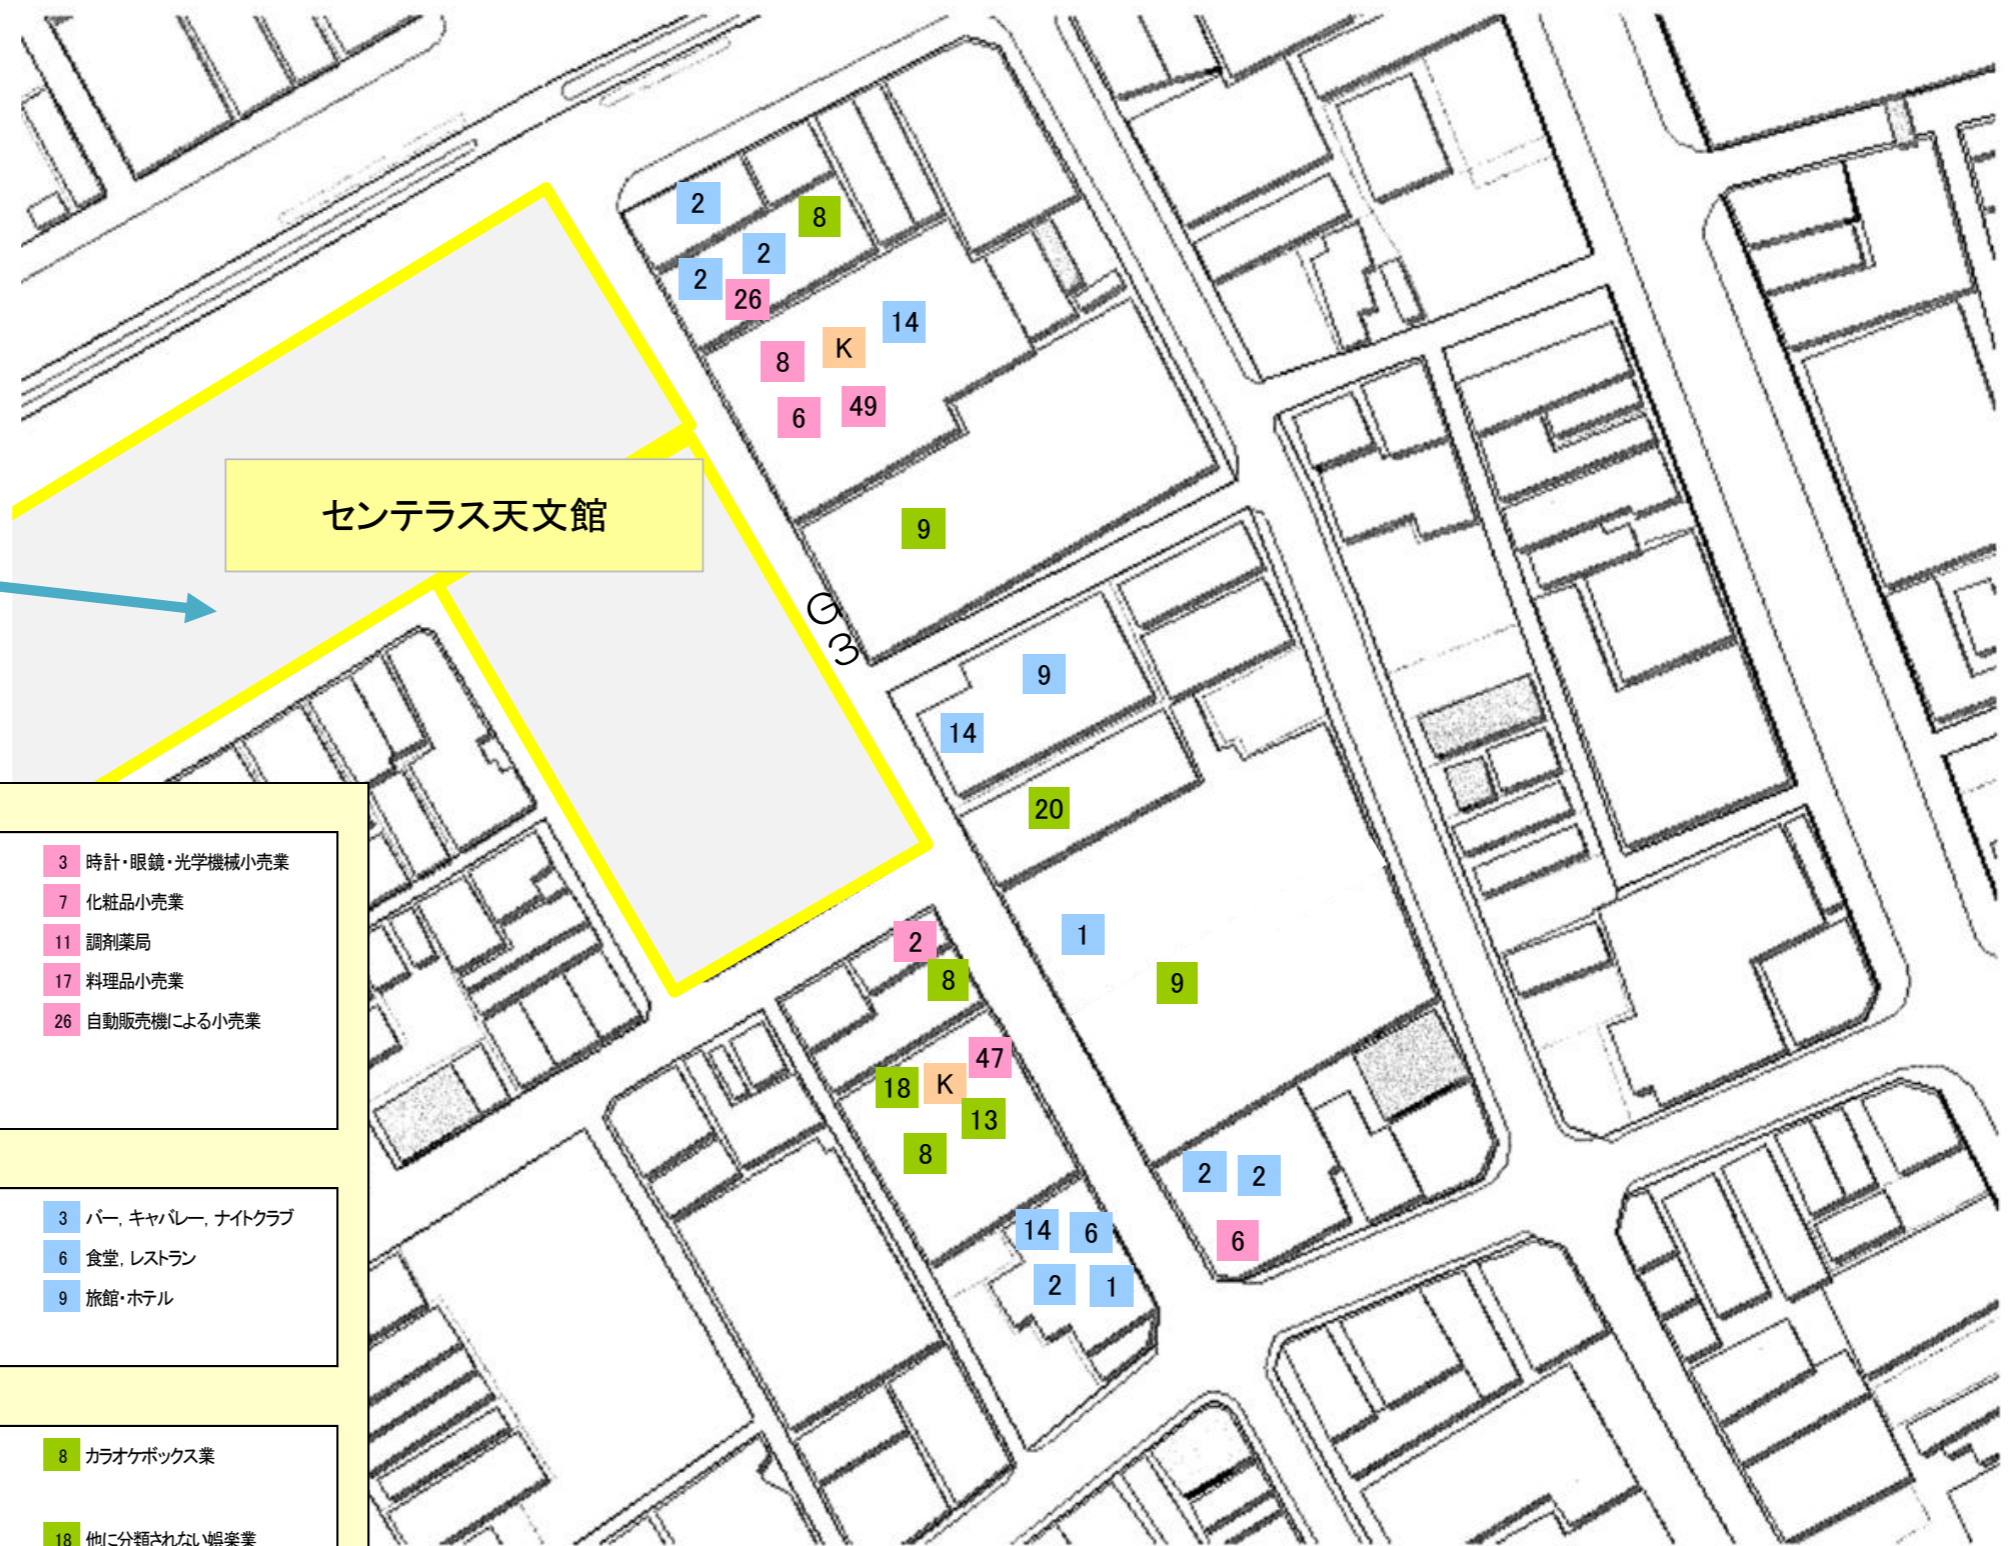 2
8
2
2
26
14
K
8
49
6
センテラス天文館
9
G3
9
14
20
3 時計・眼鏡・光学機械小売業
7 化粧品小売業
11 調剤薬局
17 料理品小売業
26 自動販売機による小売業
1
2
8
9
47
18
K
13
8
2
2
14
6
6
2
1
3 バー, キャバレー, ナイトクラブ
6 食堂, レストラン
9 旅館・ホテル
8 カラオケボックス業
18 他に分類されない娯楽業